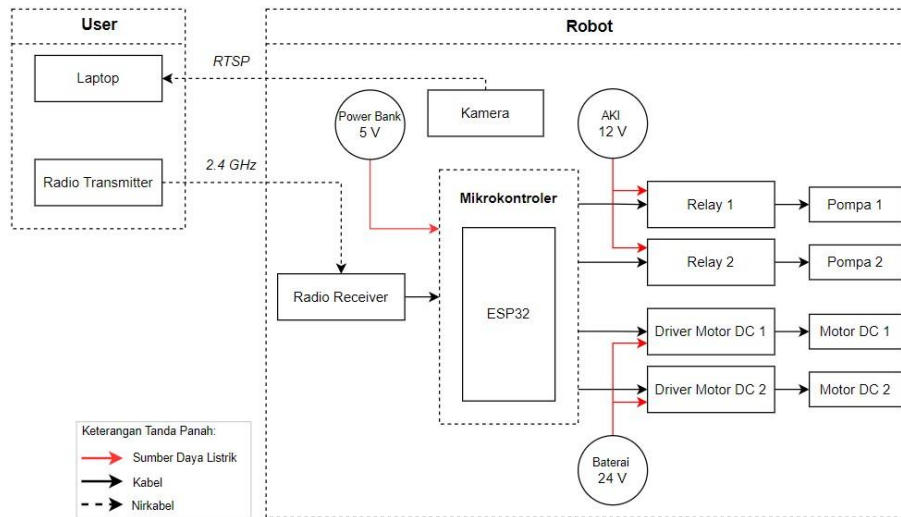 User
Robot
Laptop
RTSP
Kamera
Power Bank
5 V
AKI
12 V
Radio Transmitter
2.4 GHz
Mikrokontroler
ESP32
Radio Receiver
Relay 1
Pompa 1
Relay 2
Pompa 2
Driver Motor DC 1
Motor DC 1
Driver Motor DC 2
Motor DC 2
Baterai
24 V
Keterangan Tanda Panah:
Sumber Daya Listrik
Kabel
Nirkabel